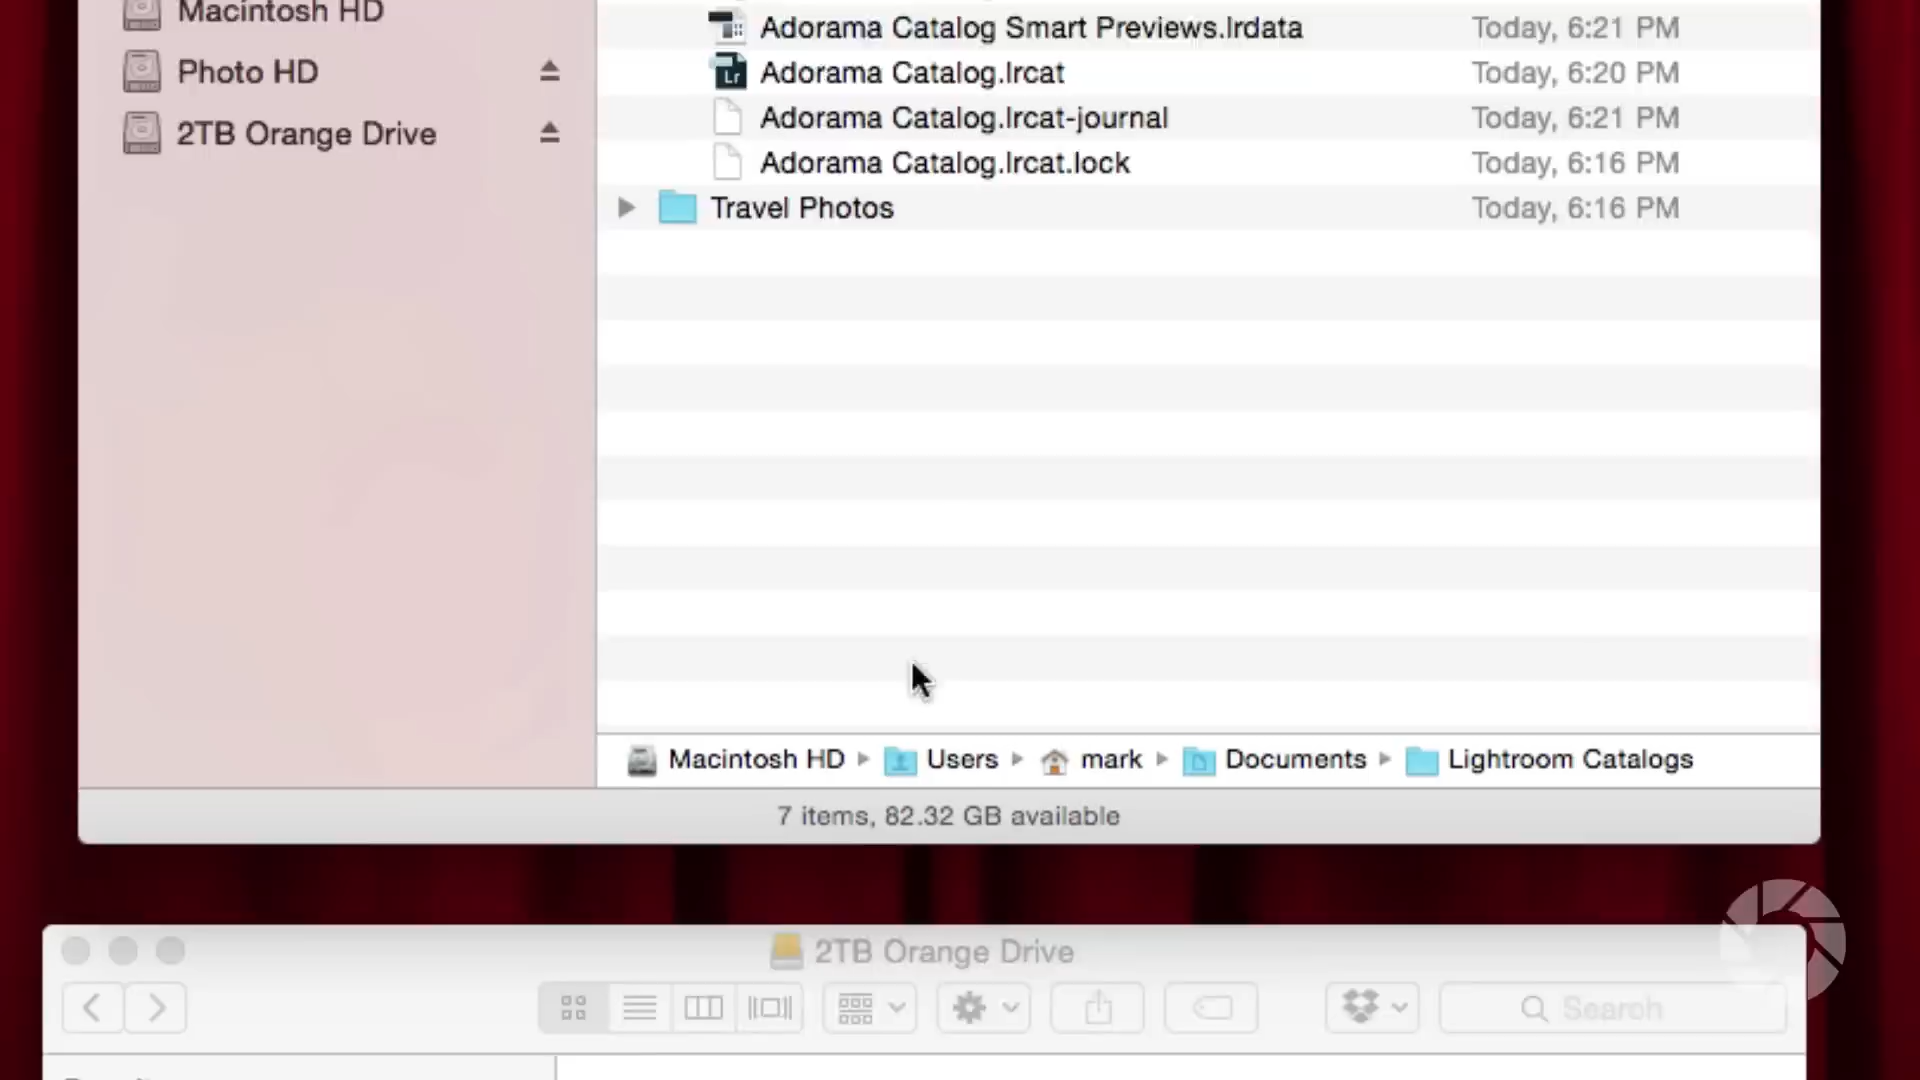 Macintosh HD
Photo HD
2TB Orange Drive
Adorama Catalog Smart Previews.lrdata Today, 6:21 PM
Adorama Catalog.lrcat Today, 6:20 PM
Adorama Catalog.lrcat-journal Today, 6:21 PM
Adorama Catalog.lrcat.lock Today, 6:16 PM
Travel Photos Today, 6:16 PM
Macintosh HD Users mark Documents Lightroom Catalogs
7 items, 82.32 GB available
2TB Orange Drive
Search